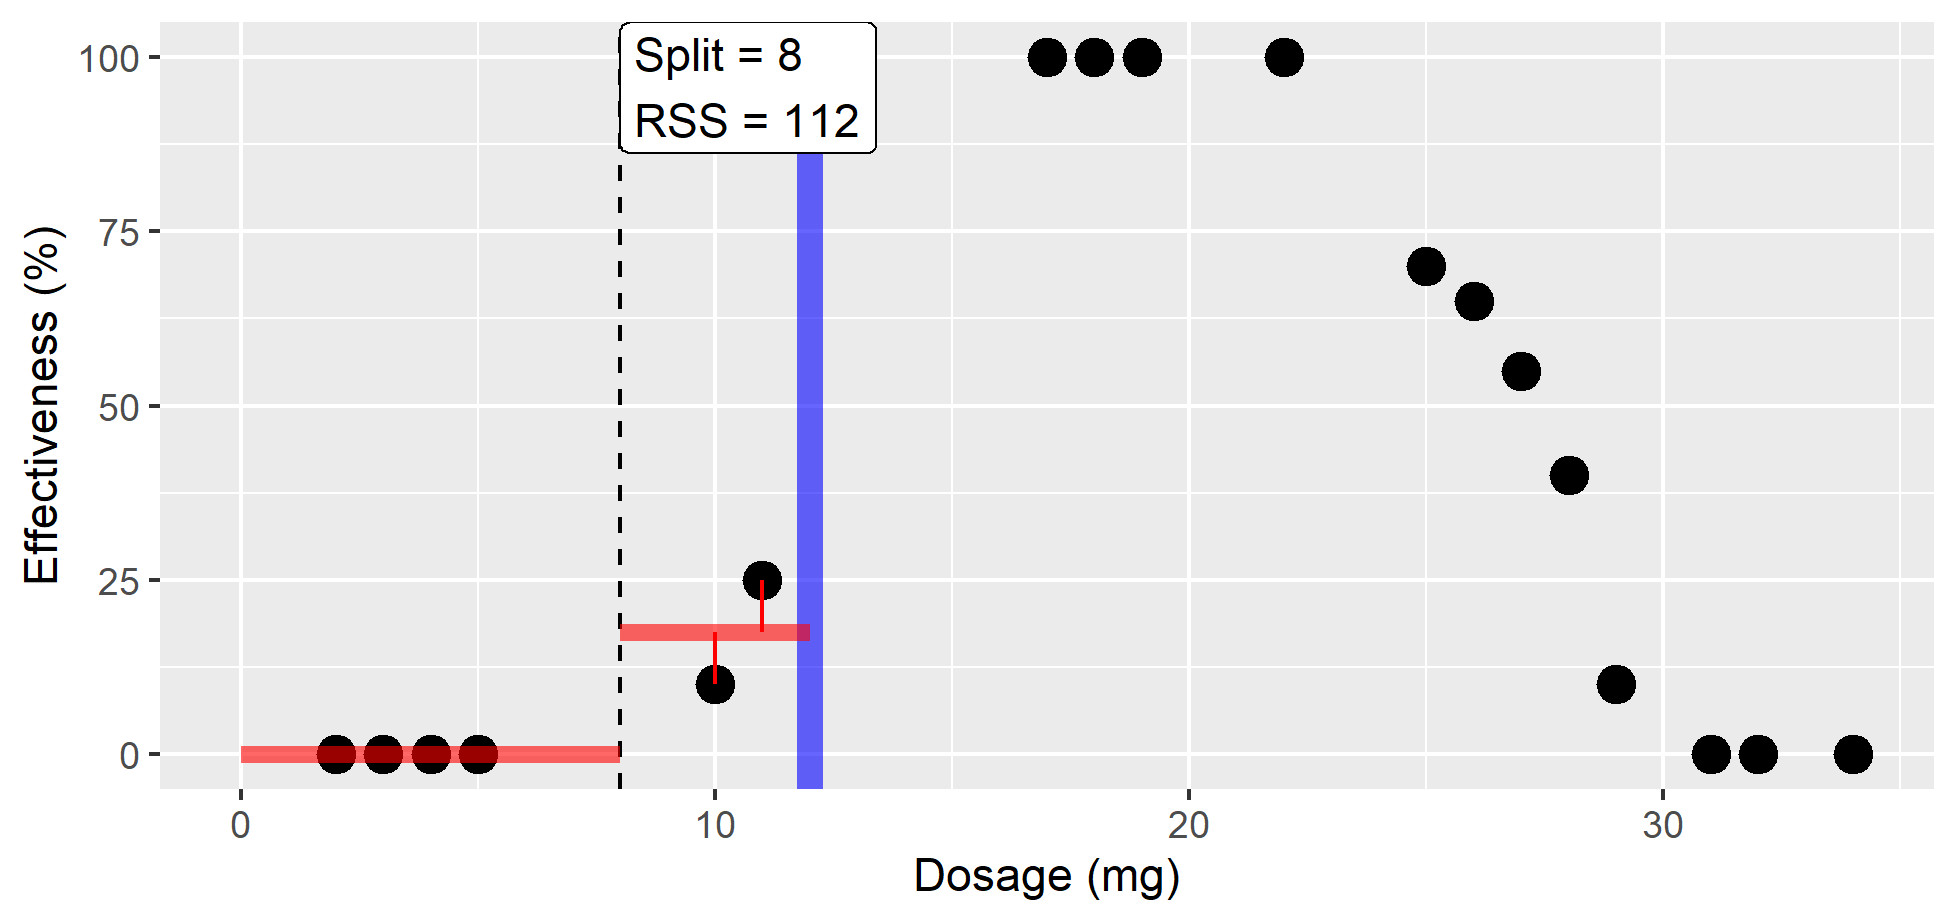 Split = 8
RSS = 112
100
75
50
25
0
Effectiveness (%)
0 10 20 30
Dosage (mg)